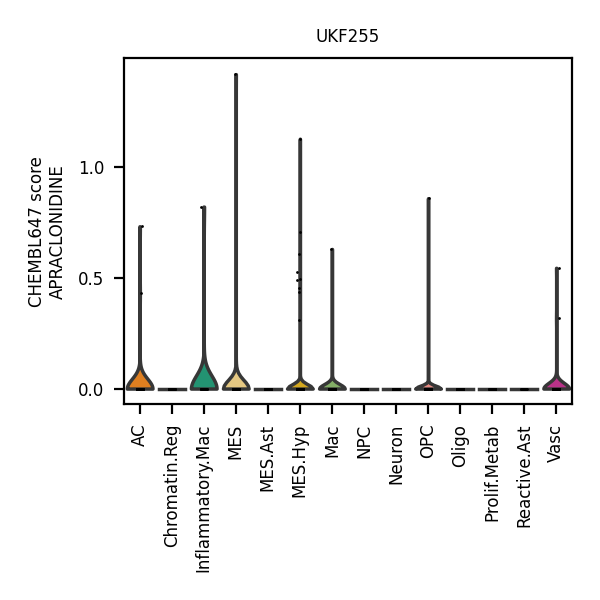 UKF255
CHEMBL647 score
APRACLONIDINE
1.0
0.5
0.0
AC
Chromatin.Reg
Inflammatory.Mac
MES
MES.Ast
MES.Hyp
Mac
NPC
Neuron
OPC
Oligo
Prolif.Metab
Reactive.Ast
Vasc